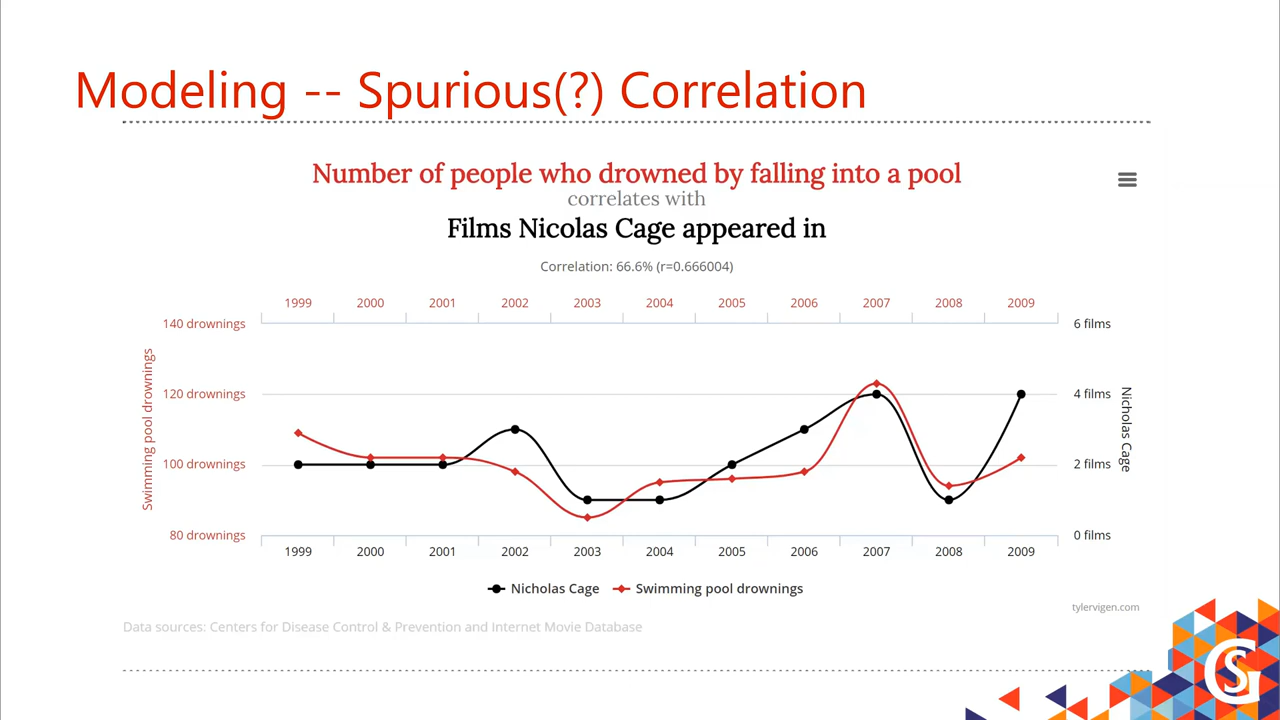 Modeling -- Spurious(?) Correlation
Number of people who drowned by falling into a pool
correlates with
Films Nicolas Cage appeared in
Correlation: 66.6% (r=0.666004)
1999 2000 2001 2002 2003 2004 2005 2006 2007 2008 2009
140 drownings 6 films
120 drownings 4 films
100 drownings 2 films
80 drownings 0 films
Swimming pool drownings
Nicholas Cage
1999 2000 2001 2002 2003 2004 2005 2006 2007 2008 2009
Nicholas Cage Swimming pool drownings
tylervigen.com
Data sources: Centers for Disease Control & Prevention and Internet Movie Database
GS